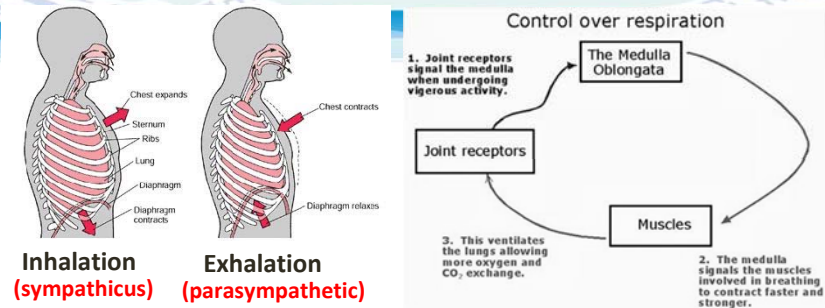 Chest expands
Sternum
Ribs
Lung
Diaphragm
Diaphragm
contracts
Inhalation
(sympathicus)
Chest contracts
Diaphragm relaxes
Exhalation
(parasympathetic)
Control over respiration
1. Joint receptors
signal the medulla
when undergoing
vigerous activity.
The Medulla
Oblongata
Joint receptors
Muscles
3. This ventilates
the lungs allowing
more oxygen and
CO₂ exchange.
2. The medulla
signals the muscles
involved in breathing
to contract faster and
stronger.